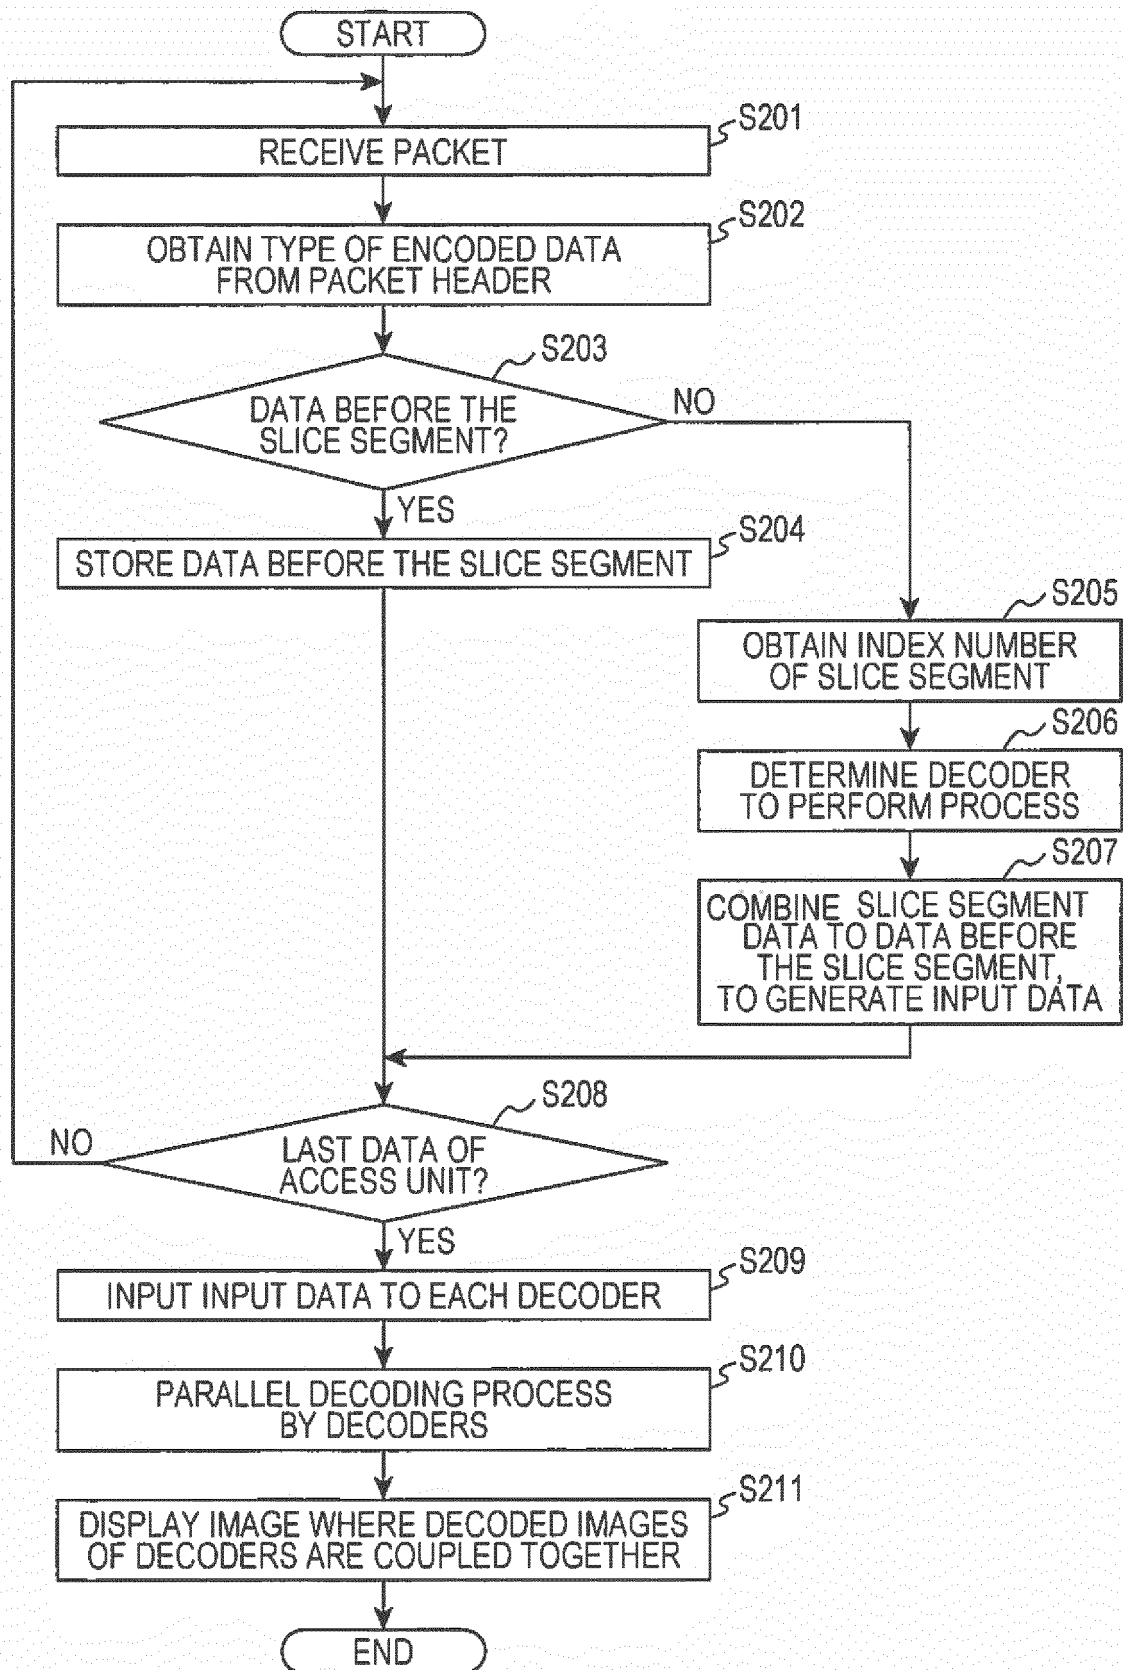 START
S201
RECEIVE PACKET
S202
OBTAIN TYPE OF ENCODED DATA
FROM PACKET HEADER
S203
DATA BEFORE THE
SLICE SEGMENT?
NO
YES
S204
STORE DATA BEFORE THE SLICE SEGMENT
S205
OBTAIN INDEX NUMBER
OF SLICE SEGMENT
S206
DETERMINE DECODER
TO PERFORM PROCESS
S207
COMBINE SLICE SEGMENT
DATA TO DATA BEFORE
THE SLICE SEGMENT,
TO GENERATE INPUT DATA
S208
NO
LAST DATA OF
ACCESS UNIT?
YES
S209
INPUT INPUT DATA TO EACH DECODER
S210
PARALLEL DECODING PROCESS
BY DECODERS
S211
DISPLAY IMAGE WHERE DECODED IMAGES
OF DECODERS ARE COUPLED TOGETHER
END